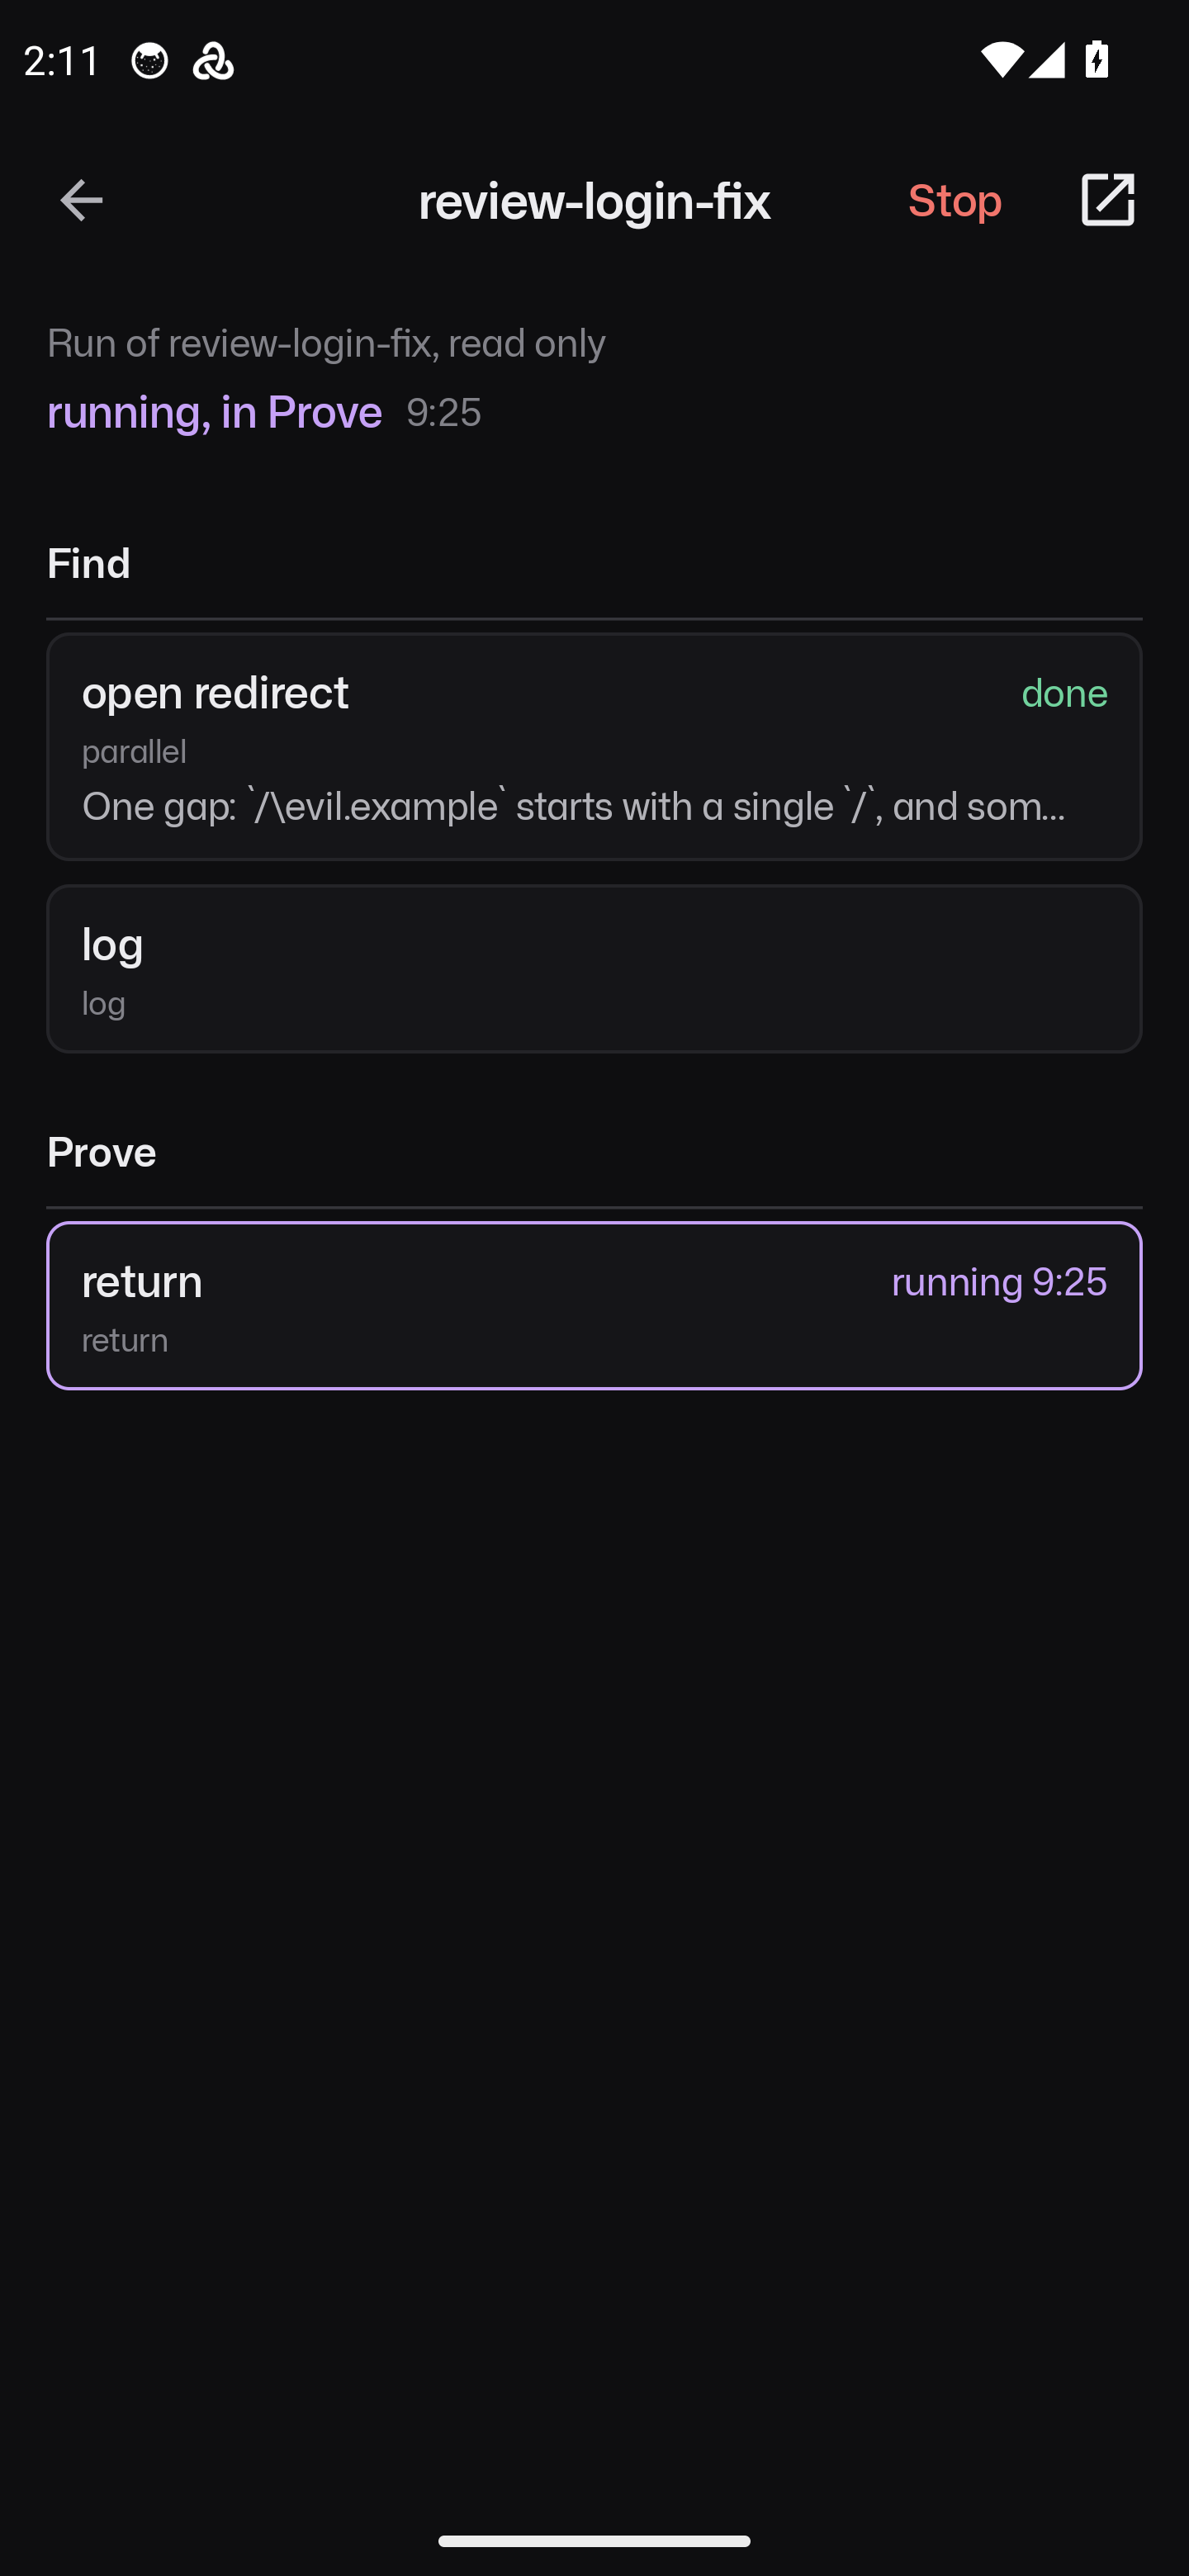 2:11
review-login-fix
Stop
Run of review-login-fix, read only
running, in Prove 9:25
Find
open redirect done
parallel
One gap: `/\evil.example` starts with a single `/`, and som...
log
log
Prove
return running 9:25
return